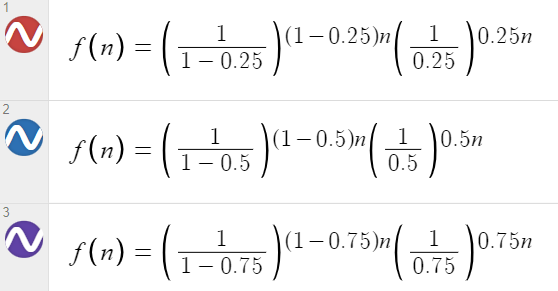 1
f(n) = (1/(1 − 0.25))^((1−0.25)n) (1/0.25)^(0.25n)
2
f(n) = (1/(1 − 0.5))^((1−0.5)n) (1/0.5)^(0.5n)
3
f(n) = (1/(1 − 0.75))^((1−0.75)n) (1/0.75)^(0.75n)